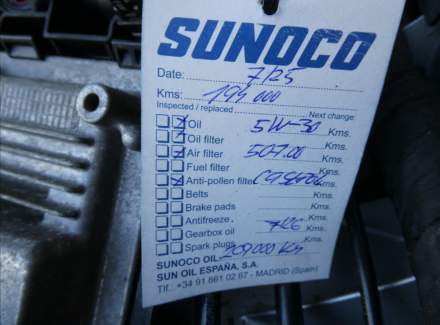 SUNOCO
Date: 7/25
Kms: 194 000
Inspected / replaced Next change:
Oil 5W-30 Kms.
Oil filter Kms.
Air filter 507.00 Kms.
Fuel filter Kms.
Anti-pollen filter Kms.
Belts Kms.
Brake pads Kms.
Antifreeze 7/26 Kms.
Gearbox oil Kms.
Spark plugs 209,000 Km
SUNOCO OIL
SUN OIL ESPAÑA, S.A.
Tlf.: +34 91 661 02 67 - MADRID (Spain)